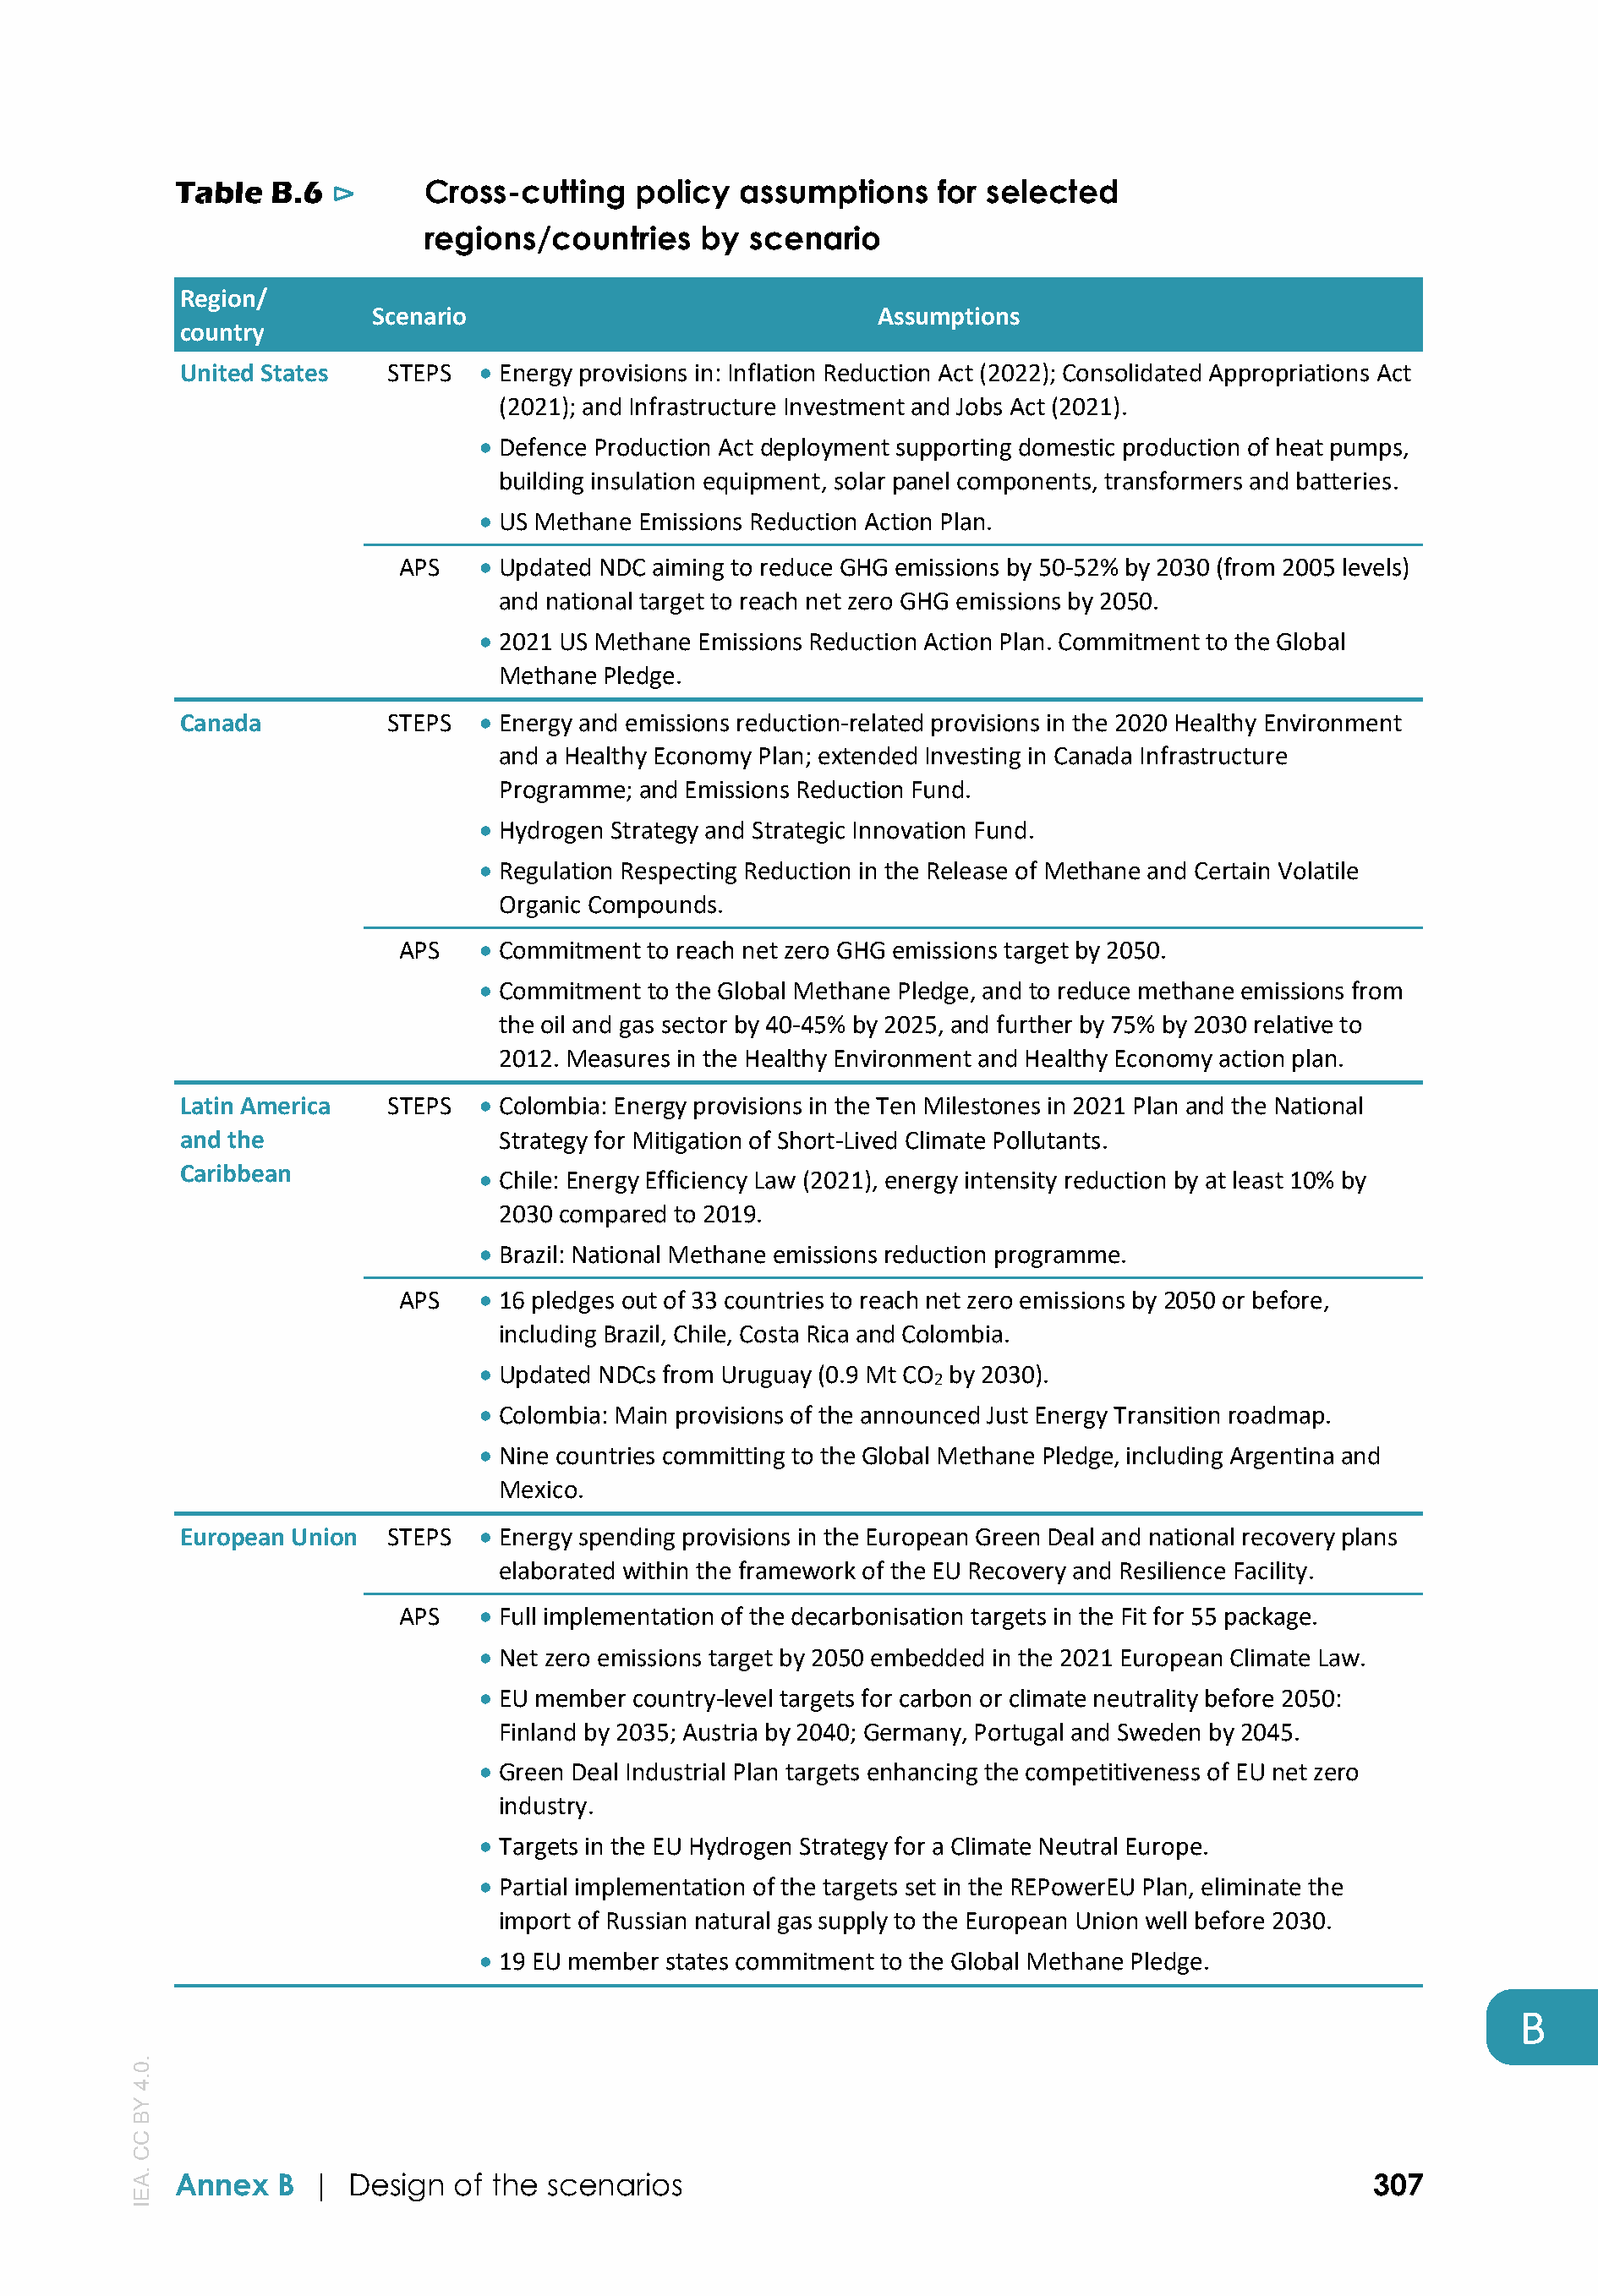 Table B.6 ⊳ Cross-cutting policy assumptions for selected
regions/countries by scenario
Region/
country
Scenario
Assumptions
United States STEPS • Energy provisions in: Inflation Reduction Act (2022); Consolidated Appropriations Act
(2021); and Infrastructure Investment and Jobs Act (2021).
• Defence Production Act deployment supporting domestic production of heat pumps,
building insulation equipment, solar panel components, transformers and batteries.
• US Methane Emissions Reduction Action Plan.
APS • Updated NDC aiming to reduce GHG emissions by 50-52% by 2030 (from 2005 levels)
and national target to reach net zero GHG emissions by 2050.
• 2021 US Methane Emissions Reduction Action Plan. Commitment to the Global
Methane Pledge.
Canada STEPS • Energy and emissions reduction-related provisions in the 2020 Healthy Environment
and a Healthy Economy Plan; extended Investing in Canada Infrastructure
Programme; and Emissions Reduction Fund.
• Hydrogen Strategy and Strategic Innovation Fund.
• Regulation Respecting Reduction in the Release of Methane and Certain Volatile
Organic Compounds.
APS • Commitment to reach net zero GHG emissions target by 2050.
• Commitment to the Global Methane Pledge, and to reduce methane emissions from
the oil and gas sector by 40-45% by 2025, and further by 75% by 2030 relative to
2012. Measures in the Healthy Environment and Healthy Economy action plan.
Latin America STEPS • Colombia: Energy provisions in the Ten Milestones in 2021 Plan and the National
and the Strategy for Mitigation of Short-Lived Climate Pollutants.
Caribbean • Chile: Energy Efficiency Law (2021), energy intensity reduction by at least 10% by
2030 compared to 2019.
• Brazil: National Methane emissions reduction programme.
APS • 16 pledges out of 33 countries to reach net zero emissions by 2050 or before,
including Brazil, Chile, Costa Rica and Colombia.
• Updated NDCs from Uruguay (0.9 Mt CO₂ by 2030).
• Colombia: Main provisions of the announced Just Energy Transition roadmap.
• Nine countries committing to the Global Methane Pledge, including Argentina and
Mexico.
European Union STEPS • Energy spending provisions in the European Green Deal and national recovery plans
elaborated within the framework of the EU Recovery and Resilience Facility.
APS • Full implementation of the decarbonisation targets in the Fit for 55 package.
• Net zero emissions target by 2050 embedded in the 2021 European Climate Law.
• EU member country-level targets for carbon or climate neutrality before 2050:
Finland by 2035; Austria by 2040; Germany, Portugal and Sweden by 2045.
• Green Deal Industrial Plan targets enhancing the competitiveness of EU net zero
industry.
• Targets in the EU Hydrogen Strategy for a Climate Neutral Europe.
• Partial implementation of the targets set in the REPowerEU Plan, eliminate the
import of Russian natural gas supply to the European Union well before 2030.
• 19 EU member states commitment to the Global Methane Pledge.
B
IEA. CC BY 4.0.
Annex B | Design of the scenarios 307